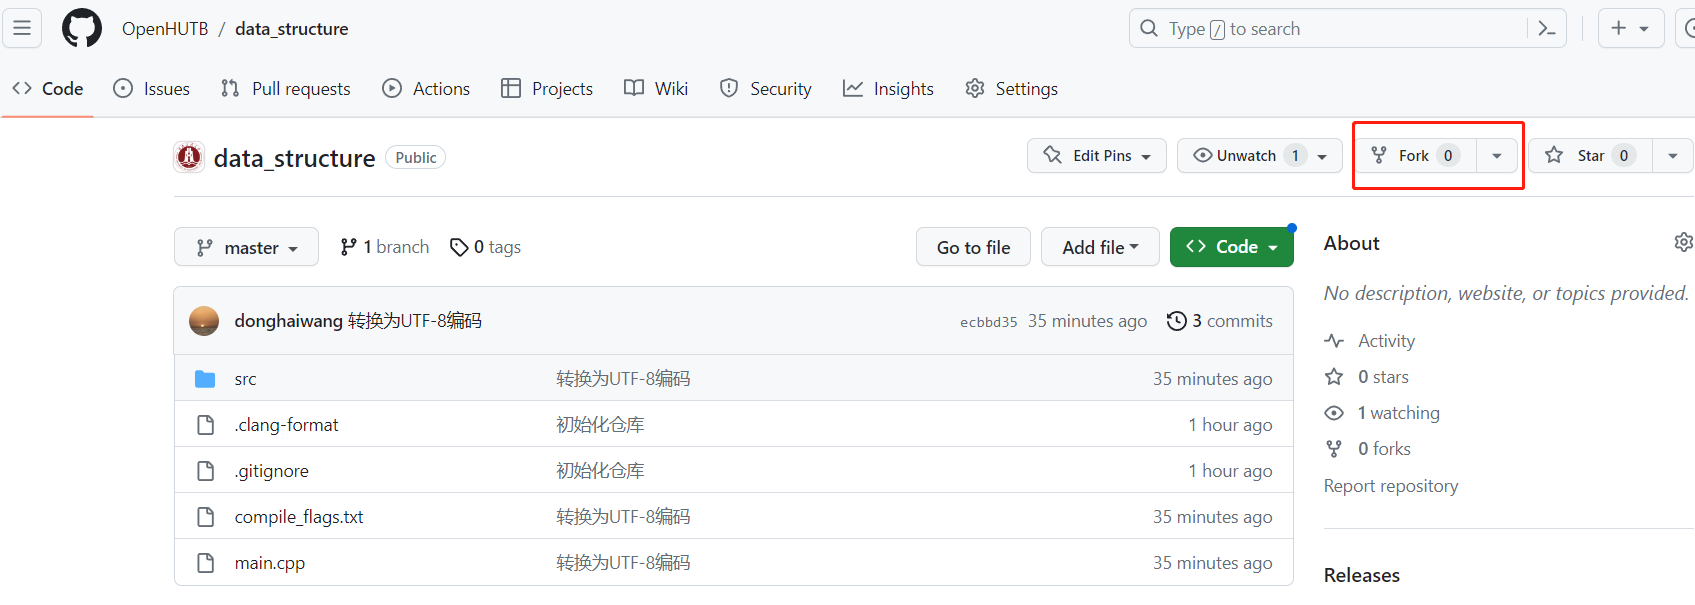 OpenHUTB / data_structure
Type / to search
Code Issues Pull requests Actions Projects Wiki Security Insights Settings
data_structure Public
Edit Pins Unwatch 1 Fork 0 Star 0
master 1 branch 0 tags Go to file Add file Code
About
No description, website, or topics provided.
donghaiwang 转换为UTF-8编码 ecbbd35 35 minutes ago 3 commits
src 转换为UTF-8编码 35 minutes ago
.clang-format 初始化仓库 1 hour ago
.gitignore 初始化仓库 1 hour ago
compile_flags.txt 转换为UTF-8编码 35 minutes ago
main.cpp 转换为UTF-8编码 35 minutes ago
Activity
0 stars
1 watching
0 forks
Report repository
Releases